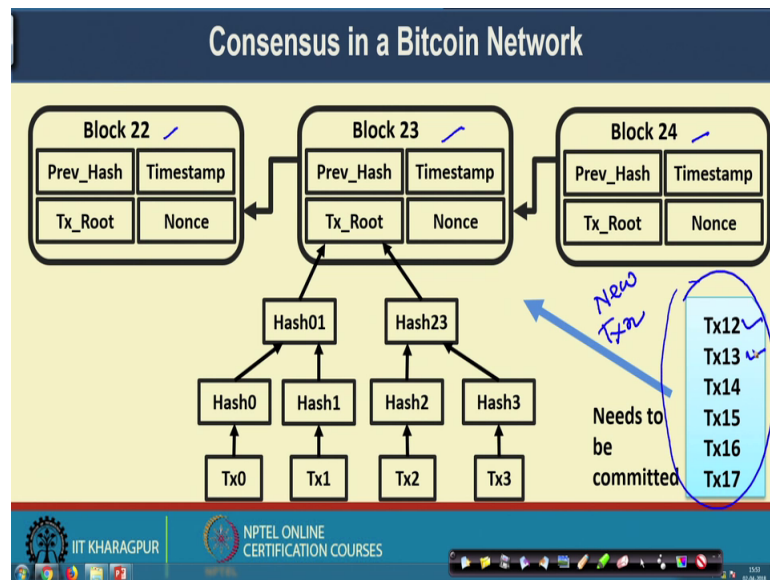 Consensus in a Bitcoin Network
Block 22
Prev_Hash Timestamp
Tx_Root Nonce
Block 23
Prev_Hash Timestamp
Tx_Root Nonce
Block 24
Prev_Hash Timestamp
Tx_Root Nonce
Hash01 Hash23
Hash0 Hash1 Hash2 Hash3
Tx0 Tx1 Tx2 Tx3
New
Txn
Needs to
be
committed
Tx12
Tx13
Tx14
Tx15
Tx16
Tx17
IIT KHARAGPUR
NPTEL ONLINE
CERTIFICATION COURSES
15:53